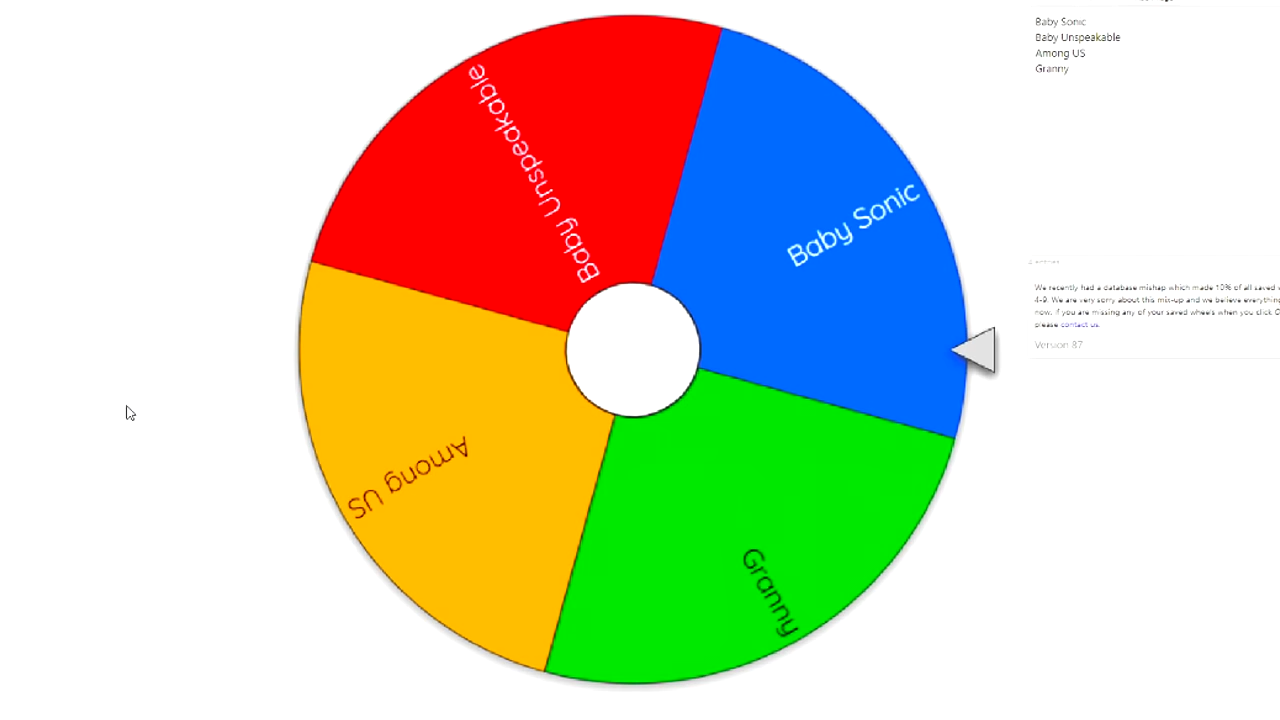 Baby Unspeakable
Baby Sonic
Among US
Granny
Baby Sonic
Baby Unspeakable
Among US
Granny
We recently had a database mishap which made 10% of all saved
4-9. We are very sorry about this mix-up and we believe everything
now. If you are missing any of your saved wheels when you click
please contact us.
Version 87